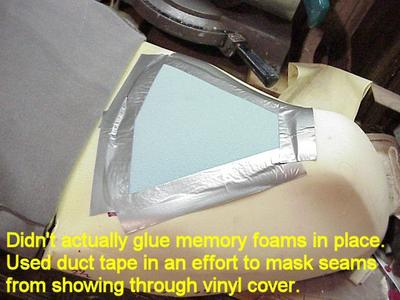 Didn't actually glue memory foams in place.
Used duct tape in an effort to mask seams
from showing through vinyl cover.